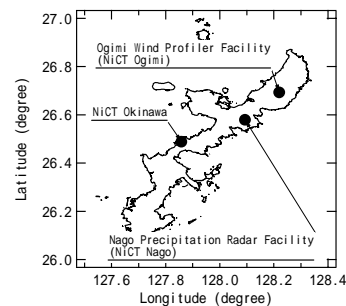 27.0
Ogimi Wind Profiler Facility
(NiCT Ogimi)
26.8
NiCT Okinawa
26.6
26.4
26.2
Nago Precipitation Radar Facility
(NiCT Nago)
26.0
127.6 127.8 128.0 128.2 128.4
Longitude (degree)
Latitude (degree)